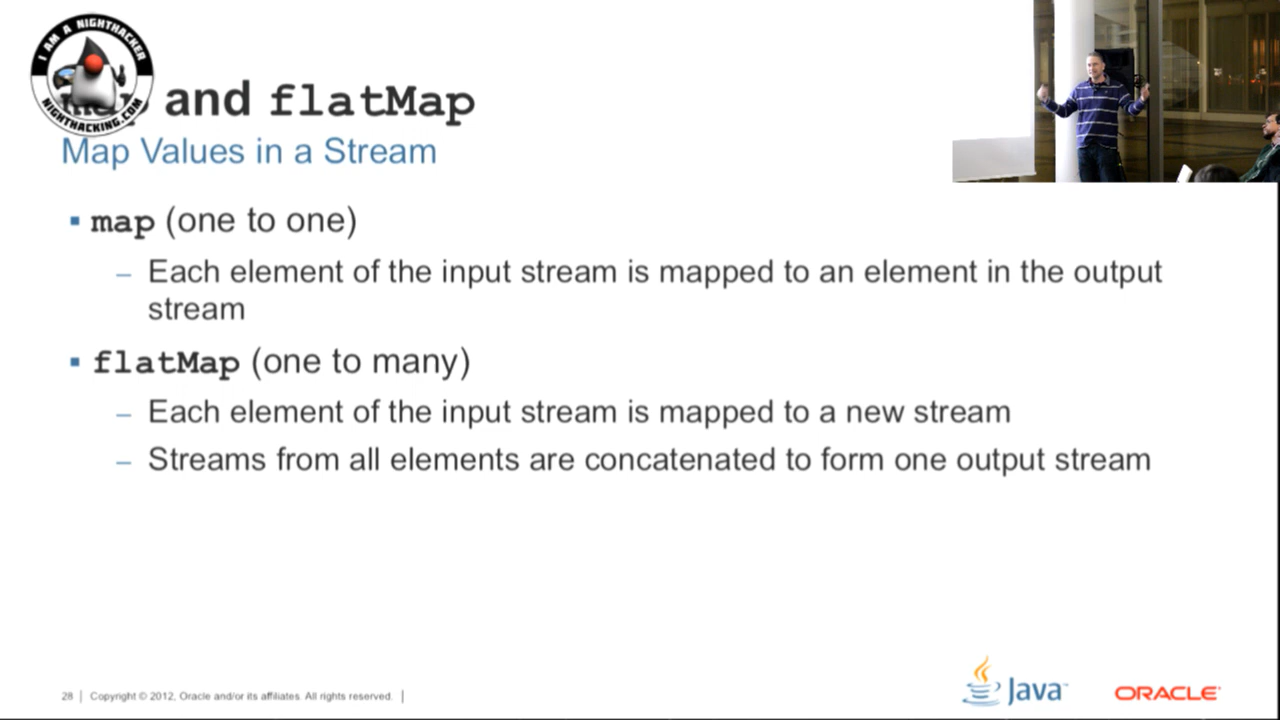 I AM A NIGHTHACKER
NIGHTHACKING.COM
and flatMap
Map Values in a Stream
▪ map (one to one)
– Each element of the input stream is mapped to an element in the output
stream
▪ flatMap (one to many)
– Each element of the input stream is mapped to a new stream
– Streams from all elements are concatenated to form one output stream
28 | Copyright © 2012, Oracle and/or its affiliates. All rights reserved. |
Java™
ORACLE®